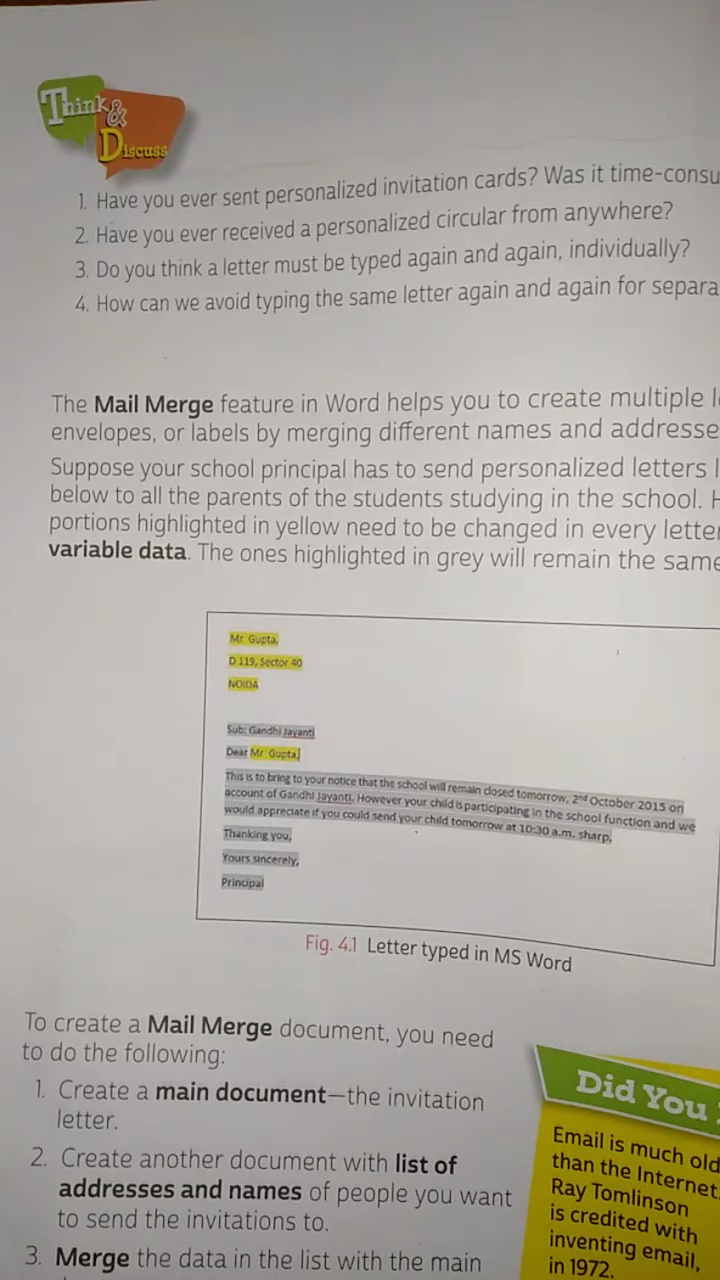 Think &
Discuss
1. Have you ever sent personalized invitation cards? Was it time-consu
2. Have you ever received a personalized circular from anywhere?
3. Do you think a letter must be typed again and again, individually?
4. How can we avoid typing the same letter again and again for separa
The Mail Merge feature in Word helps you to create multiple l
envelopes, or labels by merging different names and addresse
Suppose your school principal has to send personalized letters l
below to all the parents of the students studying in the school. H
portions highlighted in yellow need to be changed in every letter
variable data. The ones highlighted in grey will remain the same
Mr. Gupta,
D 119, Sector 40
NOIDA
Sub: Gandhi Jayanti
Dear Mr. Gupta,
This is to bring to your notice that the school will remain closed tomorrow, 2nd October 2015 on
account of Gandhi Jayanti. However your child is participating in the school function and we
would appreciate if you could send your child tomorrow at 10:30 a.m. sharp.
Thanking you,
Yours sincerely,
Principal
Fig. 4.1 Letter typed in MS Word
To create a Mail Merge document, you need
to do the following:
1. Create a main document—the invitation
letter.
2. Create another document with list of
addresses and names of people you want
to send the invitations to.
3. Merge the data in the list with the main
Did You
Email is much old
than the Internet.
Ray Tomlinson
is credited with
inventing email,
in 1972.